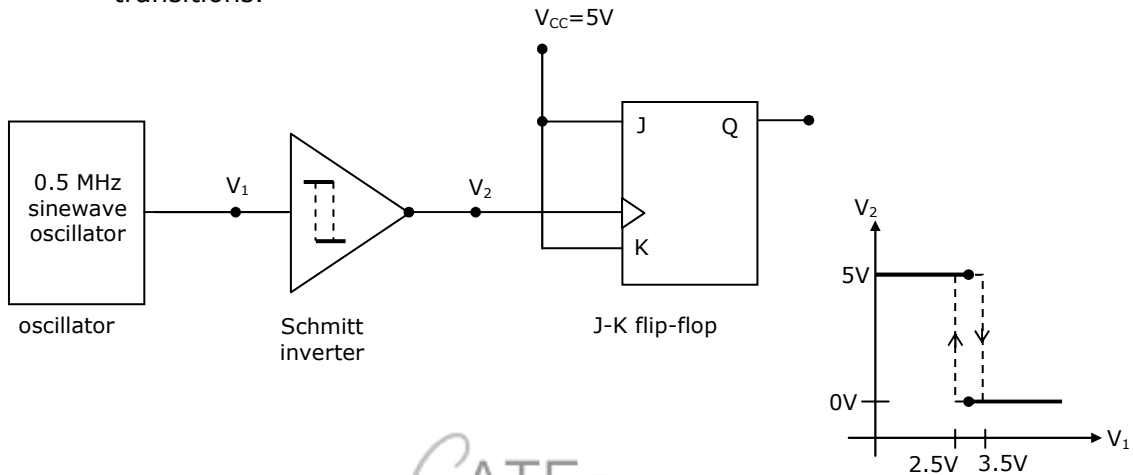 transitions.
V_CC=5V
J
Q
0.5 MHz
sinewave
oscillator
V₁
V₂
K
oscillator
Schmitt
inverter
J-K flip-flop
V₂
5V
0V
V₁
2.5V
3.5V
GATE